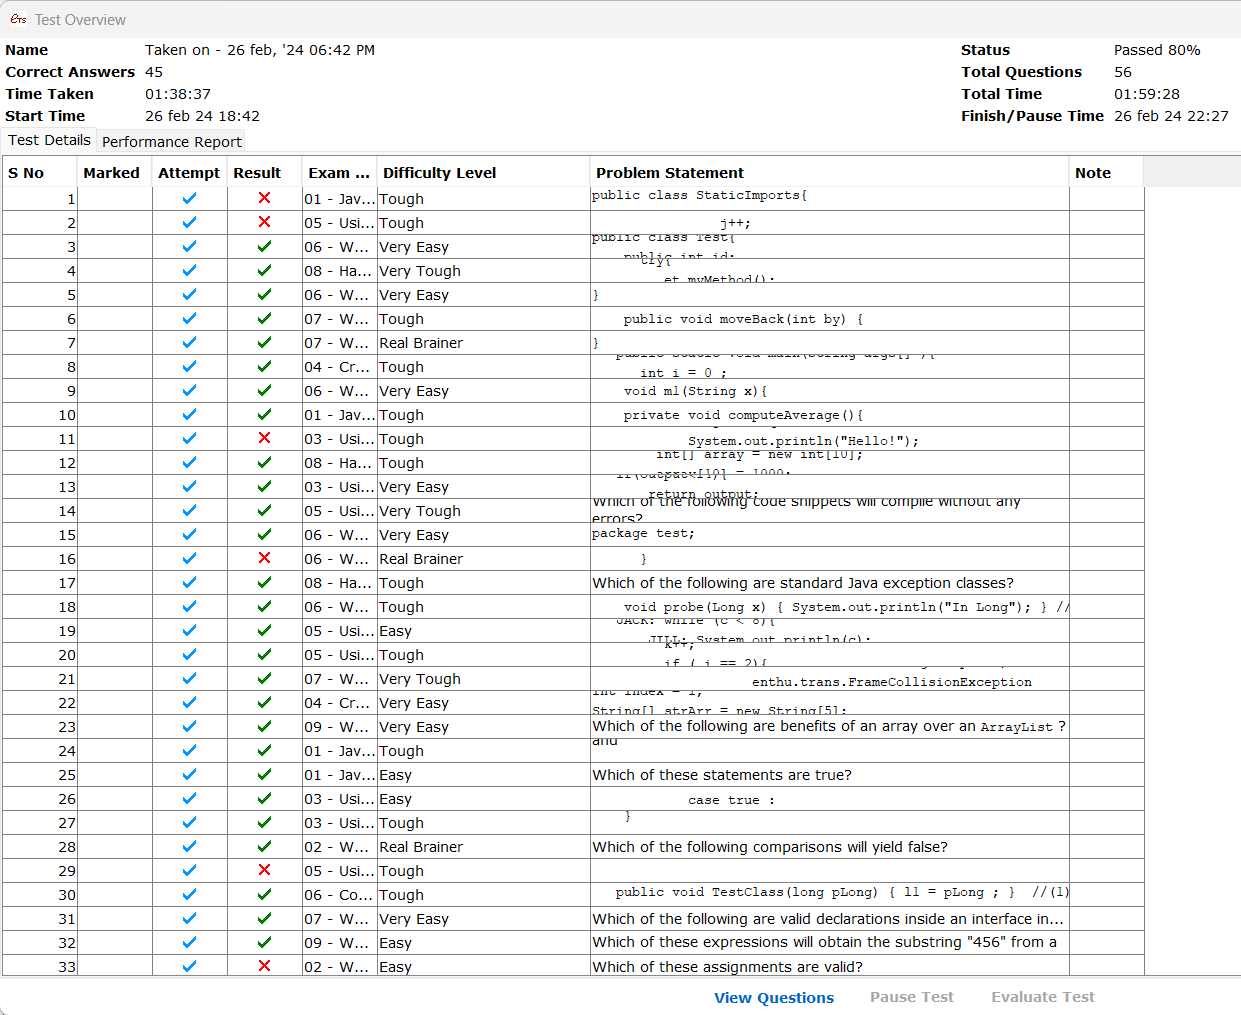 eTs Test Overview
Name Taken on - 26 feb, '24 06:42 PM Status Passed 80%
Correct Answers 45 Total Questions 56
Time Taken 01:38:37 Total Time 01:59:28
Start Time 26 feb 24 18:42 Finish/Pause Time 26 feb 24 22:27
Test Details Performance Report
S No Marked Attempt Result Exam ... Difficulty Level Problem Statement Note
1 01 - Jav... Tough public class StaticImports{
2 05 - Usi... Tough j++;
3 06 - W... Very Easy public class Test{
public int id;
4 08 - Ha... Very Tough try{
et.myMethod();
5 06 - W... Very Easy }
6 07 - W... Tough public void moveBack(int by) {
7 07 - W... Real Brainer }
8 04 - Cr... Tough public static void main(String args[] ){
int i = 0 ;
9 06 - W... Very Easy void m1(String x){
10 01 - Jav... Tough private void computeAverage(){
11 03 - Usi... Tough System.out.println("Hello!");
12 08 - Ha... Tough int[] array = new int[10];
array[10] = 1000;
13 03 - Usi... Very Easy
return output;
14 05 - Usi... Very Tough Which of the following code snippets will compile without any
errors?
15 06 - W... Very Easy package test;
16 06 - W... Real Brainer }
17 08 - Ha... Tough Which of the following are standard Java exception classes?
18 06 - W... Tough void probe(Long x) { System.out.println("In Long"); } //
19 05 - Usi... Easy JACK: while (c < 8){
JILL: System.out.println(c);
20 05 - Usi... Tough k++;
if ( i == 2){
21 07 - W... Very Tough enthu.trans.FrameCollisionException
22 04 - Cr... Very Easy int index = 1;
String[] strArr = new String[5];
23 09 - W... Very Easy Which of the following are benefits of an array over an ArrayList ?
24 01 - Jav... Tough and
25 01 - Jav... Easy Which of these statements are true?
26 03 - Usi... Easy case true :
27 03 - Usi... Tough }
28 02 - W... Real Brainer Which of the following comparisons will yield false?
29 05 - Usi... Tough
30 06 - Co... Tough public void TestClass(long pLong) { l1 = pLong ; } //(1)
31 07 - W... Very Easy Which of the following are valid declarations inside an interface in...
32 09 - W... Easy Which of these expressions will obtain the substring "456" from a
33 02 - W... Easy Which of these assignments are valid?
View Questions Pause Test Evaluate Test